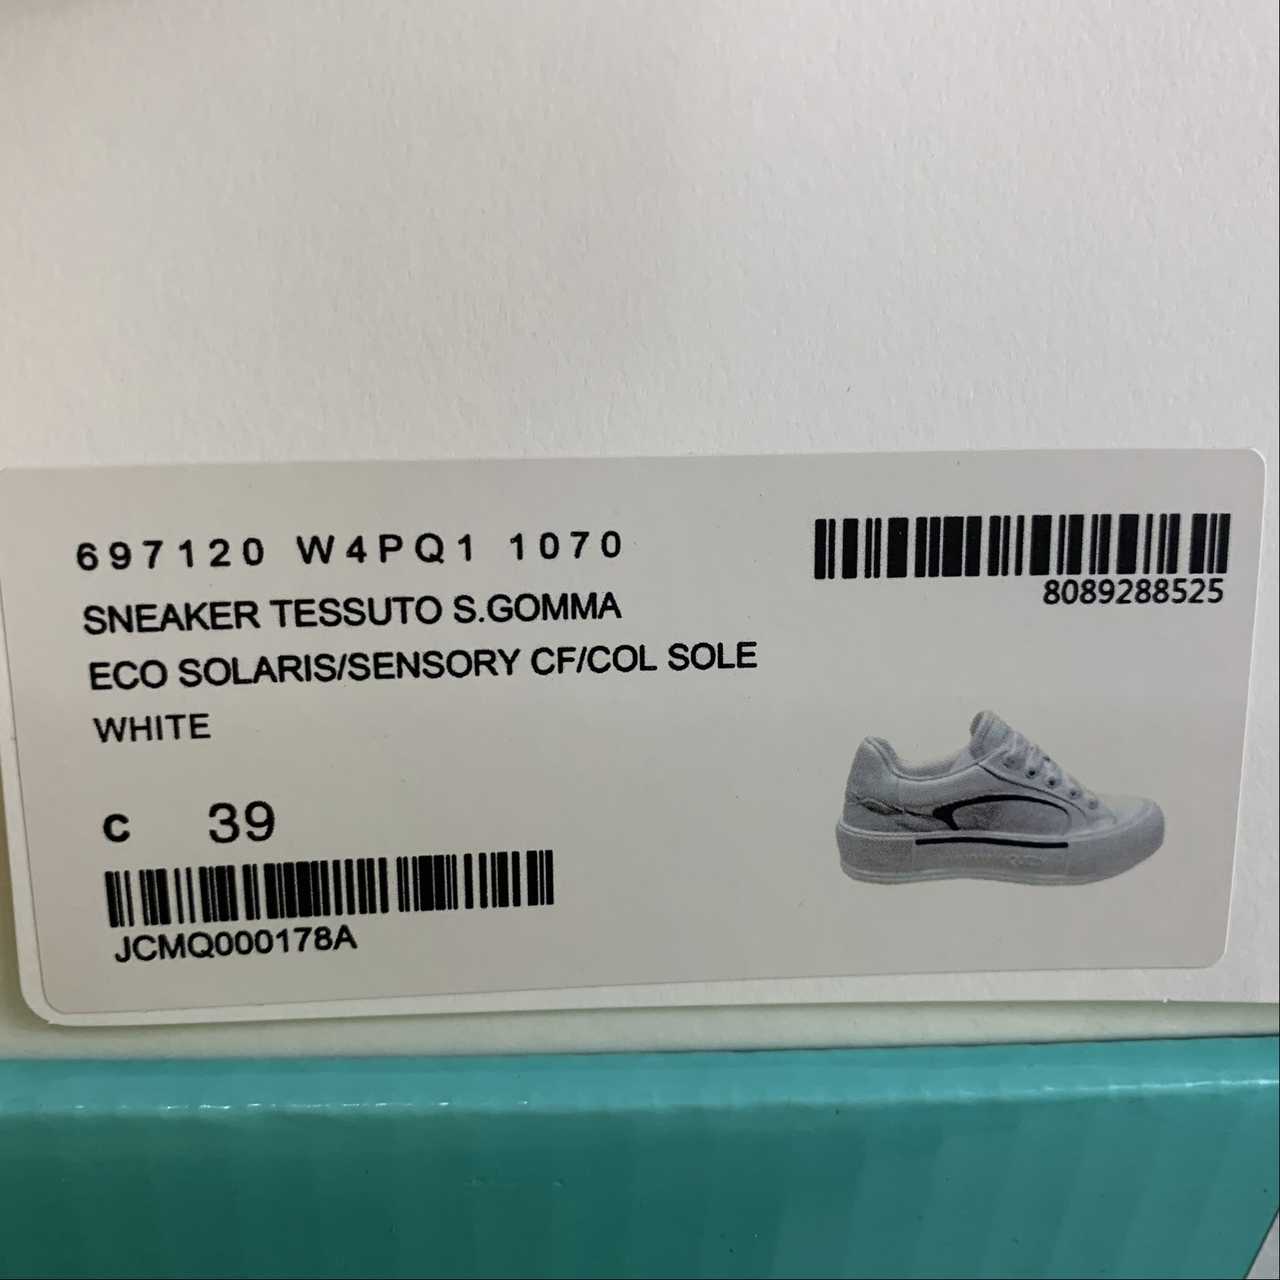 697120 W4PQ1 1070
SNEAKER TESSUTO S.GOMMA
ECO SOLARIS/SENSORY CF/COL SOLE
WHITE
C 39
JCMQ000178A
8089288525